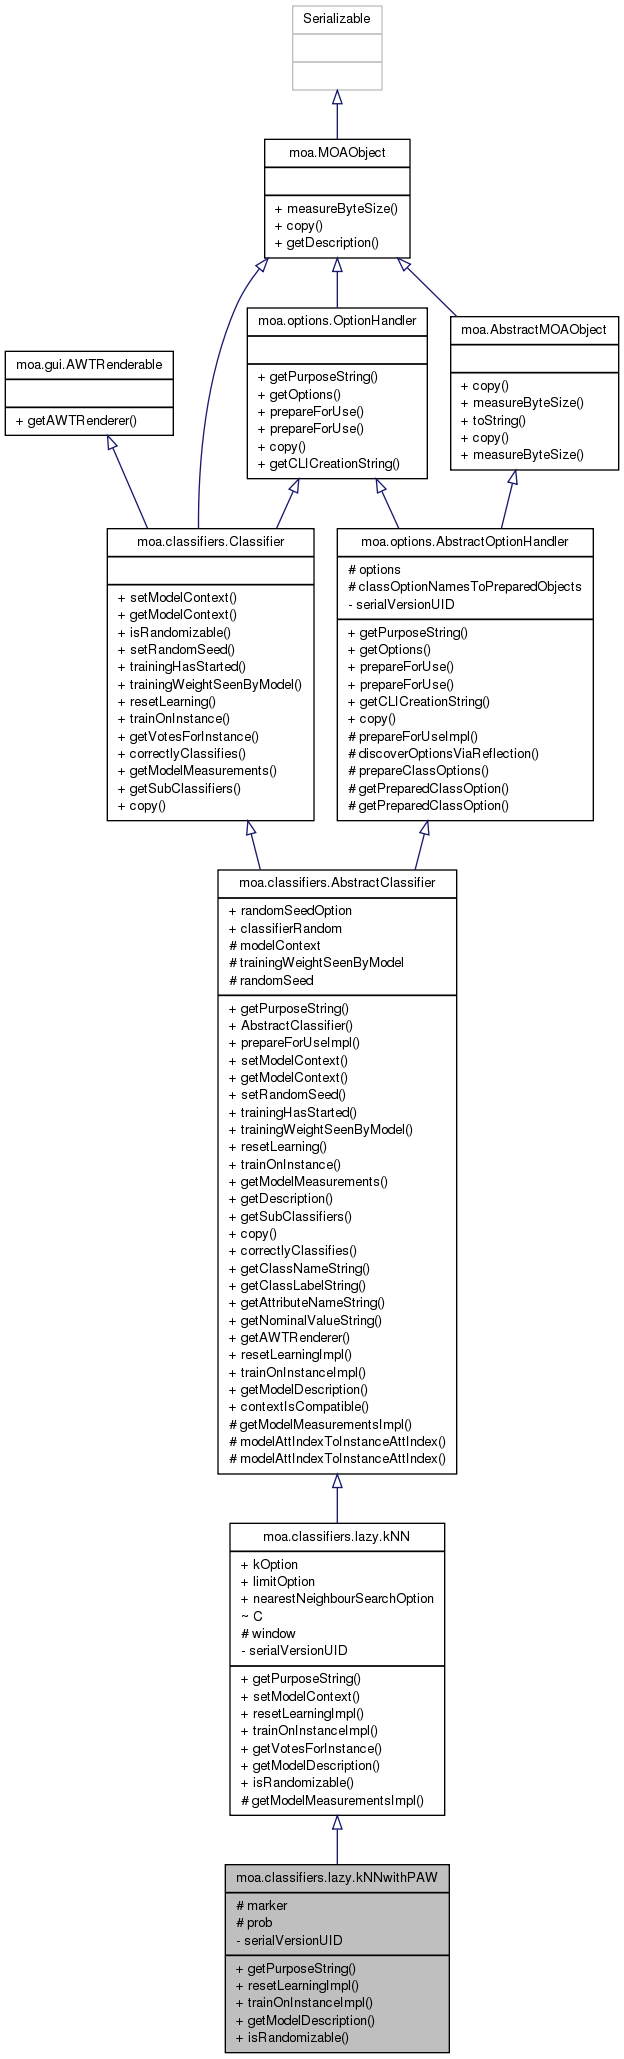 Serializable
moa.MOAObject
+ measureByteSize()
+ copy()
+ getDescription()
moa.options.OptionHandler
+ getPurposeString()
+ getOptions()
+ prepareForUse()
+ prepareForUse()
+ copy()
+ getCLICreationString()
moa.AbstractMOAObject
+ copy()
+ measureByteSize()
+ toString()
+ copy()
+ measureByteSize()
moa.gui.AWTRenderable
+ getAWTRenderer()
moa.classifiers.Classifier
+ setModelContext()
+ getModelContext()
+ isRandomizable()
+ setRandomSeed()
+ trainingHasStarted()
+ trainingWeightSeenByModel()
+ resetLearning()
+ trainOnInstance()
+ getVotesForInstance()
+ correctlyClassifies()
+ getModelMeasurements()
+ getSubClassifiers()
+ copy()
moa.options.AbstractOptionHandler
# options
# classOptionNamesToPreparedObjects
- serialVersionUID
+ getPurposeString()
+ getOptions()
+ prepareForUse()
+ prepareForUse()
+ getCLICreationString()
+ copy()
# prepareForUseImpl()
# discoverOptionsViaReflection()
# prepareClassOptions()
# getPreparedClassOption()
# getPreparedClassOption()
moa.classifiers.AbstractClassifier
+ randomSeedOption
+ classifierRandom
# modelContext
# trainingWeightSeenByModel
# randomSeed
+ getPurposeString()
+ AbstractClassifier()
+ prepareForUseImpl()
+ setModelContext()
+ getModelContext()
+ setRandomSeed()
+ trainingHasStarted()
+ trainingWeightSeenByModel()
+ resetLearning()
+ trainOnInstance()
+ getModelMeasurements()
+ getDescription()
+ getSubClassifiers()
+ copy()
+ correctlyClassifies()
+ getClassNameString()
+ getClassLabelString()
+ getAttributeNameString()
+ getNominalValueString()
+ getAWTRenderer()
+ resetLearningImpl()
+ trainOnInstanceImpl()
+ getModelDescription()
+ contextIsCompatible()
# getModelMeasurementsImpl()
# modelAttIndexToInstanceAttIndex()
# modelAttIndexToInstanceAttIndex()
moa.classifiers.lazy.kNN
+ kOption
+ limitOption
+ nearestNeighbourSearchOption
~ C
# window
- serialVersionUID
+ getPurposeString()
+ setModelContext()
+ resetLearningImpl()
+ trainOnInstanceImpl()
+ getVotesForInstance()
+ getModelDescription()
+ isRandomizable()
# getModelMeasurementsImpl()
moa.classifiers.lazy.kNNwithPAW
# marker
# prob
- serialVersionUID
+ getPurposeString()
+ resetLearningImpl()
+ trainOnInstanceImpl()
+ getModelDescription()
+ isRandomizable()